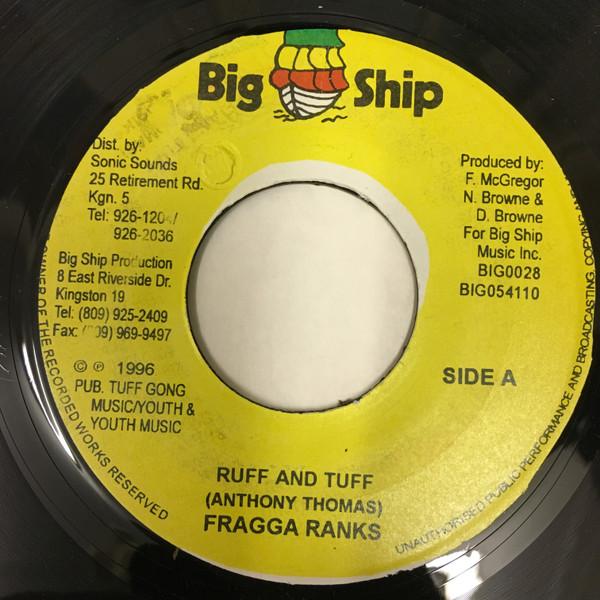 Big Ship
Dist. by:
Sonic Sounds
25 Retirement Rd.
Kgn. 5
Tel:
926-2036
Big Ship Production
8 East Riverside Dr.
Kingston 19
Tel: (809) 925-2409
Fax: 969-9497
© ℗ 1996
PUB. TUFF GONG
MUSIC/YOUTH &
YOUTH MUSIC
Produced by:
F. McGregor
N. Browne &
D. Browne
For Big Ship
Music Inc.
BIG0028
BIG054110
SIDE A
RUFF AND TUFF
(ANTHONY THOMAS)
FRAGGA RANKS
OWNER OF THE RECORDED WORKS RESERVED
UNAUTHORISED PUBLIC PERFORMANCE AND BROADCASTING, COPYING